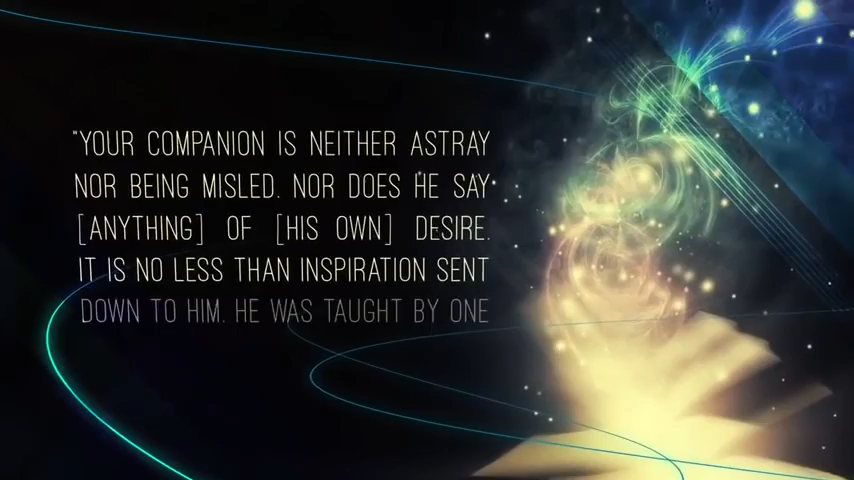 "YOUR COMPANION IS NEITHER ASTRAY
NOR BEING MISLED. NOR DOES HE SAY
[ANYTHING] OF [HIS OWN] DESIRE.
IT IS NO LESS THAN INSPIRATION SENT
DOWN TO HIM. HE WAS TAUGHT BY ONE